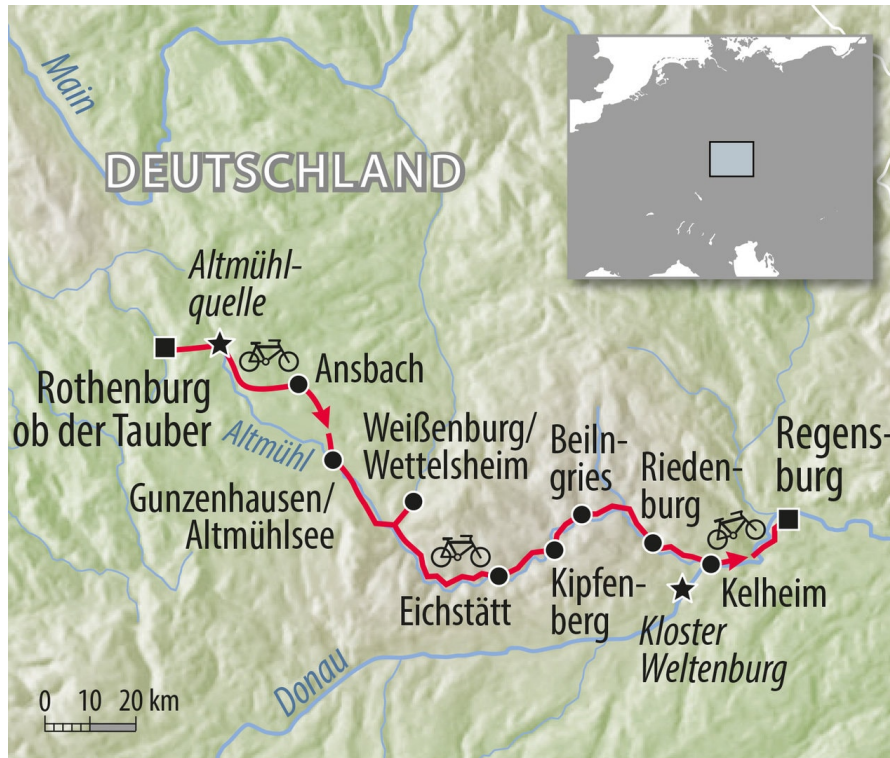 Main
DEUTSCHLAND
Altmühl-
quelle
Rothenburg
ob der Tauber
Ansbach
Altmühl
Weißenburg/
Wettelsheim
Gunzenhausen/
Altmühlsee
Beiln-
gries
Rieden-
burg
Regens-
burg
Eichstätt
Kipfen-
berg
Kelheim
Kloster
Weltenburg
Donau
0 10 20 km